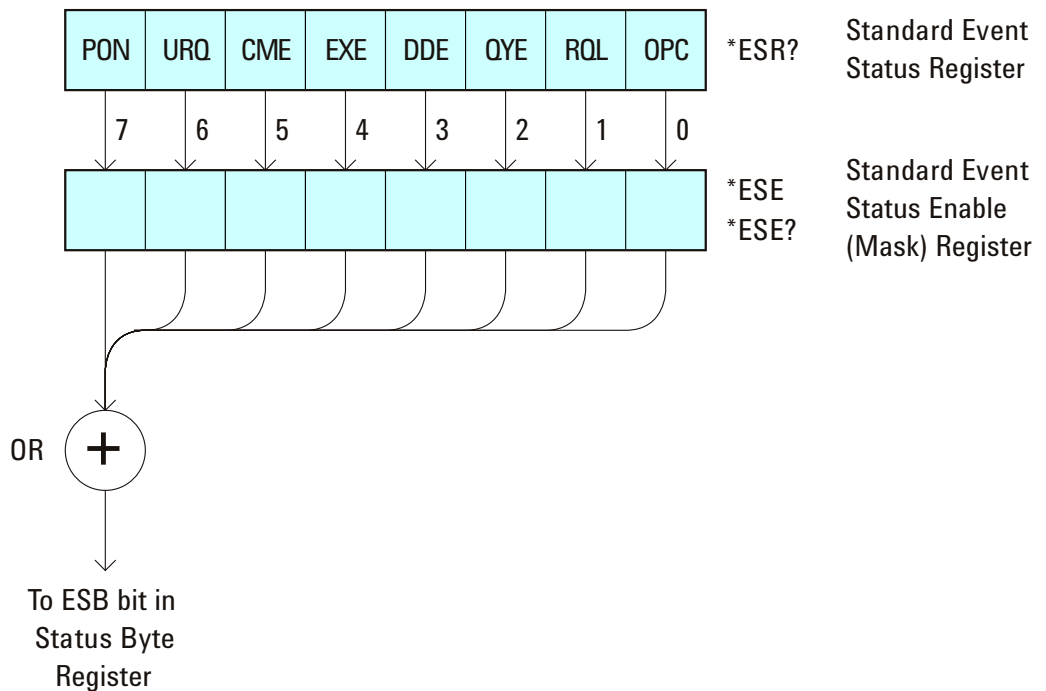 PON URQ CME EXE DDE QYE RQL OPC
*ESR?
Standard Event
Status Register
7 6 5 4 3 2 1 0
*ESE
*ESE?
Standard Event
Status Enable
(Mask) Register
OR
+
To ESB bit in
Status Byte
Register